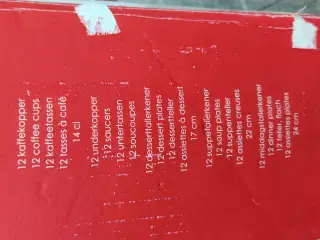 12 kaffekopper
12 coffee cups
12 kaffeetassen
12 tasses à café
14 cl
12 underkopper
12 saucers
12 untertassen
12 soucoupes
12 desserttallerkener
12 dessert plates
12 dessertteller
12 assiettes à dessert
17 cm
12 suppetallerkener
12 soup plates
12 suppenteller
12 assiettes creuses
22 cm
12 middagstallerkener
12 dinner plates
12 teller, flach
12 assiettes plates
24 cm